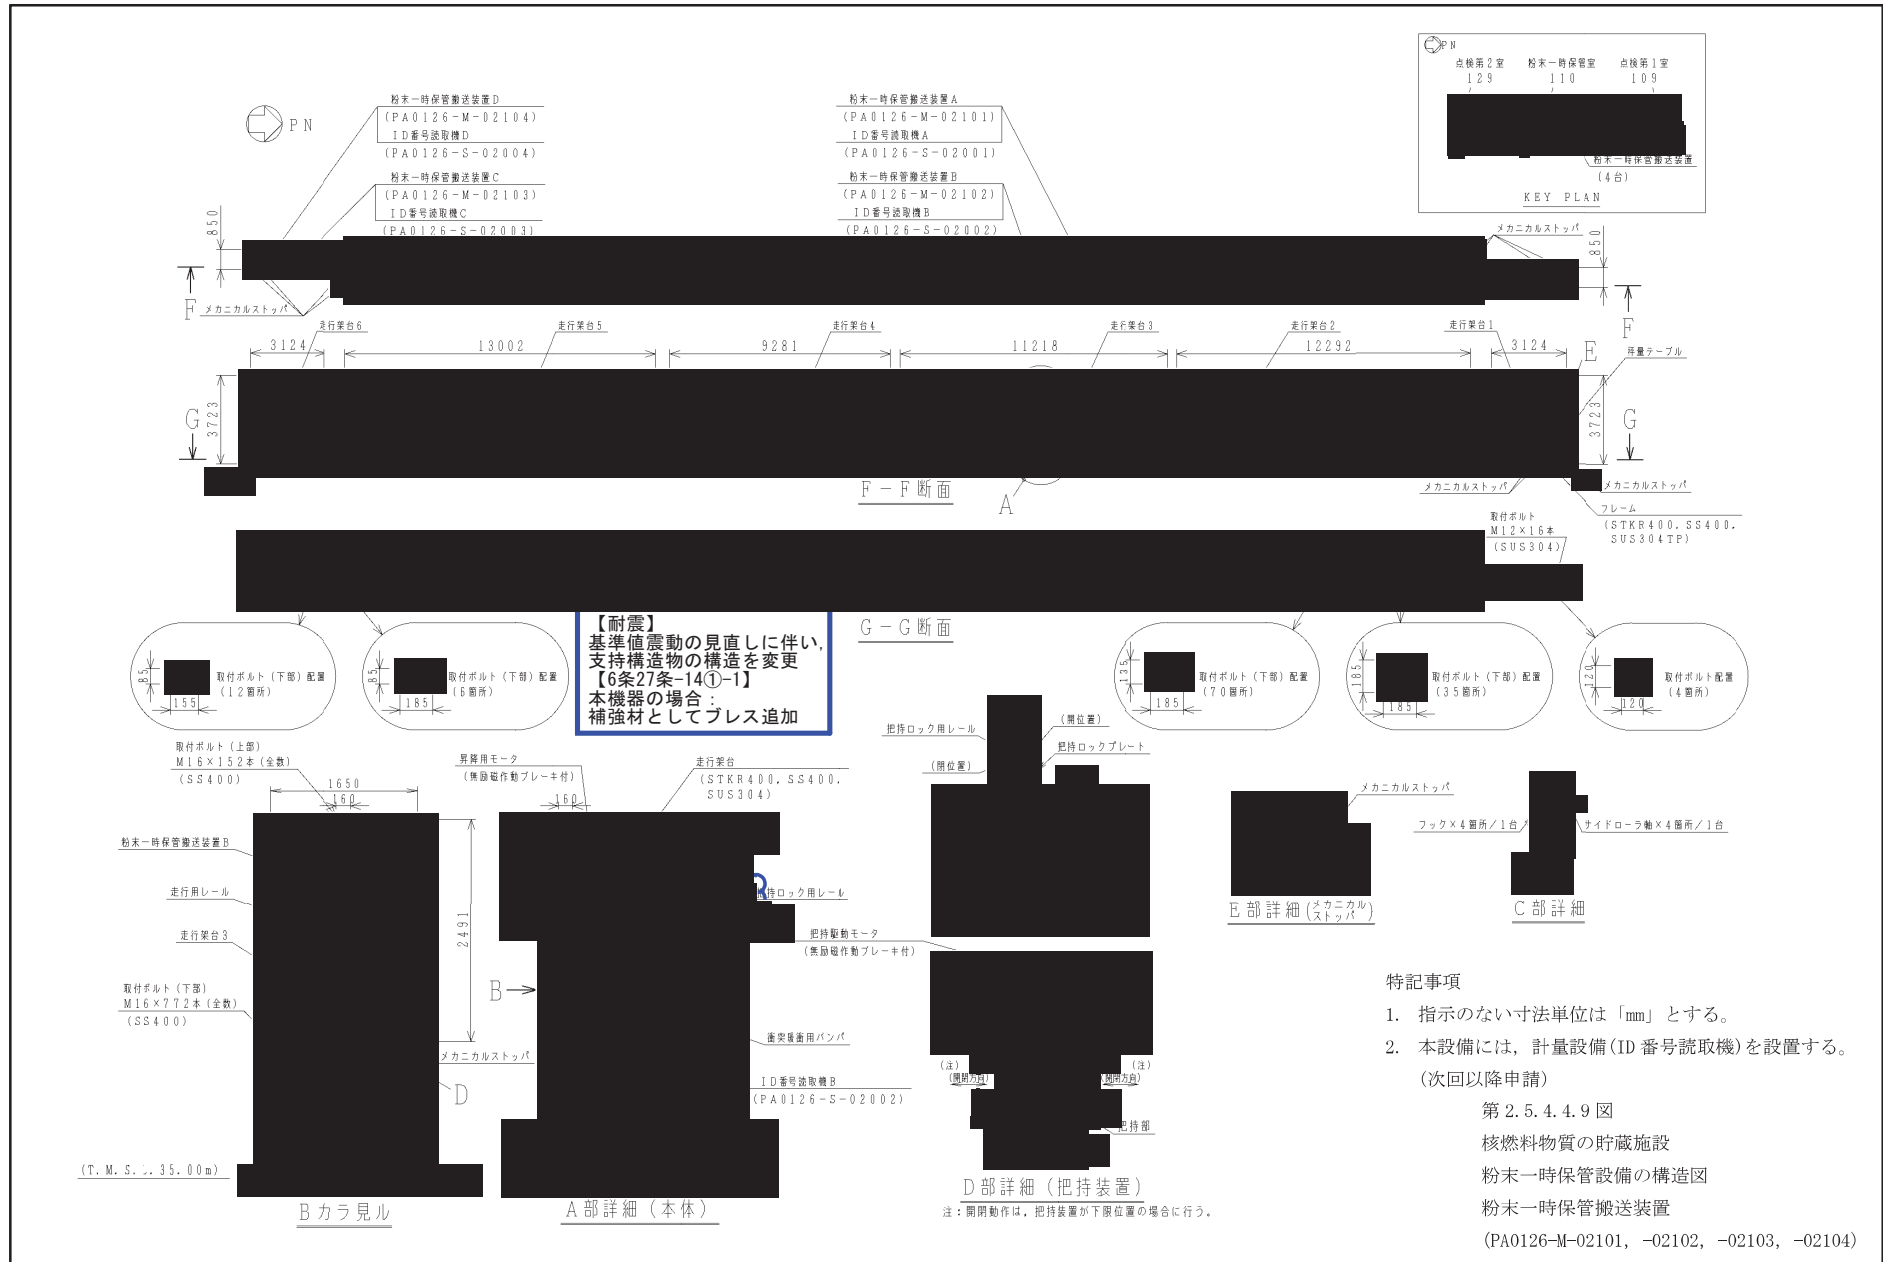 PN
粉末一時保管搬送装置D
(PA0126-M-02104)
ID番号読取機D
(PA0126-S-02004)
粉末一時保管搬送装置C
(PA0126-M-02103)
ID番号読取機C
(PA0126-S-02003)
粉末一時保管搬送装置A
(PA0126-M-02101)
ID番号読取機A
(PA0126-S-02001)
粉末一時保管搬送装置B
(PA0126-M-02102)
ID番号読取機B
(PA0126-S-02002)
PN
点検第2室
129
粉末一時保管室
110
点検第1室
109
粉末一時保管搬送装置
(4台)
KEY PLAN
850
F
メカニカルストッパ
メカニカルストッパ
850
F
走行架台6
走行架台5
走行架台4
走行架台3
走行架台2
走行架台1
3124
13002
9281
11218
12292
3124
E
秤量テーブル
G
3723
3723
G
F-F断面
A
メカニカルストッパ
メカニカルストッパ
フレーム
(STKR400, SS400,
SUS304TP)
取付ボルト
M12×16本
(SUS304)
G-G断面
85
155
取付ボルト(下部)配置
(12箇所)
85
185
取付ボルト(下部)配置
(6箇所)
【耐震】
基準値震動の見直しに伴い,
支持構造物の構造を変更
【6条27条-14①-1】
本機器の場合:
補強材としてブレス追加
135
185
取付ボルト(下部)配置
(70箇所)
185
185
取付ボルト(下部)配置
(35箇所)
120
120
取付ボルト配置
(4箇所)
取付ボルト(上部)
M16×152本(全数)
(SS400)
1650
160
粉末一時保管搬送装置B
走行用レール
走行架台3
取付ボルト(下部)
M16×772本(全数)
(SS400)
2491
メカニカルストッパ
D
Bカラ見ル
昇降用モータ
(無励磁作動ブレーキ付)
160
走行架台
(STKR400, SS400,
SUS304)
把持ロック用レール
B
衝突緩衝用バンパ
ID番号読取機B
(PA0126-S-02002)
A部詳細(本体)
把持ロック用レール
(開位置)
把持ロックプレート
(閉位置)
把持駆動モータ
(無励磁作動ブレーキ付)
(注)
(開閉方向)
(注)
(開閉方向)
把持部
D部詳細(把持装置)
注:開閉動作は,把持装置が下限位置の場合に行う。
メカニカルストッパ
E部詳細(メカニカルストッパ)
フック×4箇所/1台
サイドローラ軸×4箇所/1台
C部詳細
特記事項
1. 指示のない寸法単位は「mm」とする。
2. 本設備には,計量設備(ID番号読取機)を設置する。
(次回以降申請)
第2.5.4.4.9図
核燃料物質の貯蔵施設
粉末一時保管設備の構造図
粉末一時保管搬送装置
(PA0126-M-02101, -02102, -02103, -02104)